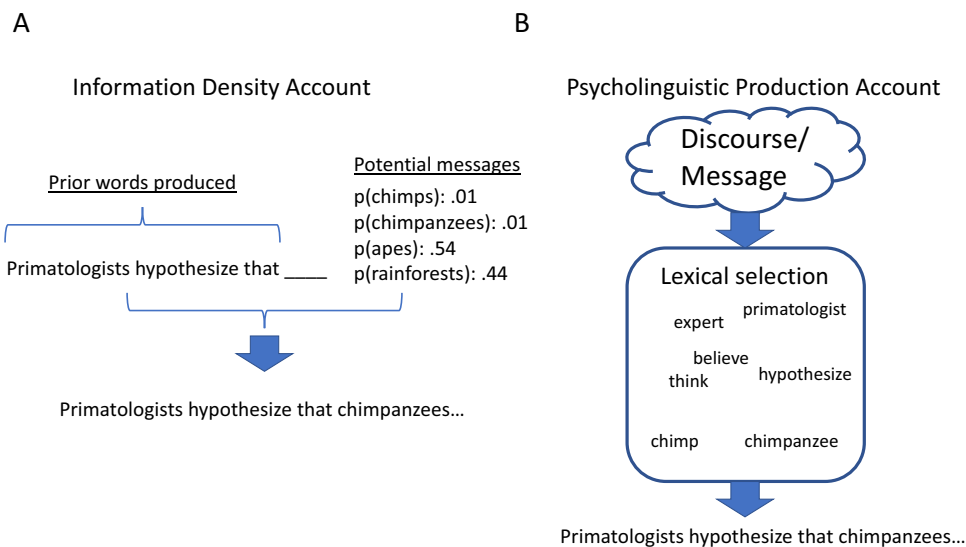 A
Information Density Account
Prior words produced
Potential messages
p(chimps): .01
p(chimpanzees): .01
p(apes): .54
p(rainforests): .44
Primatologists hypothesize that ____
Primatologists hypothesize that chimpanzees…
B
Psycholinguistic Production Account
Discourse/
Message
Lexical selection
primatologist
expert
believe
think
hypothesize
chimp
chimpanzee
Primatologists hypothesize that chimpanzees…